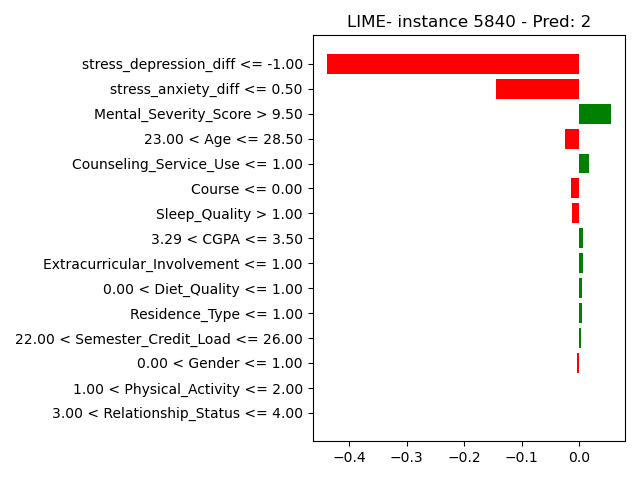 LIME- instance 5840 - Pred: 2
stress_depression_diff <= -1.00
stress_anxiety_diff <= 0.50
Mental_Severity_Score > 9.50
23.00 < Age <= 28.50
Counseling_Service_Use <= 1.00
Course <= 0.00
Sleep_Quality > 1.00
3.29 < CGPA <= 3.50
Extracurricular_Involvement <= 1.00
0.00 < Diet_Quality <= 1.00
Residence_Type <= 1.00
22.00 < Semester_Credit_Load <= 26.00
0.00 < Gender <= 1.00
1.00 < Physical_Activity <= 2.00
3.00 < Relationship_Status <= 4.00
−0.4 −0.3 −0.2 −0.1 0.0